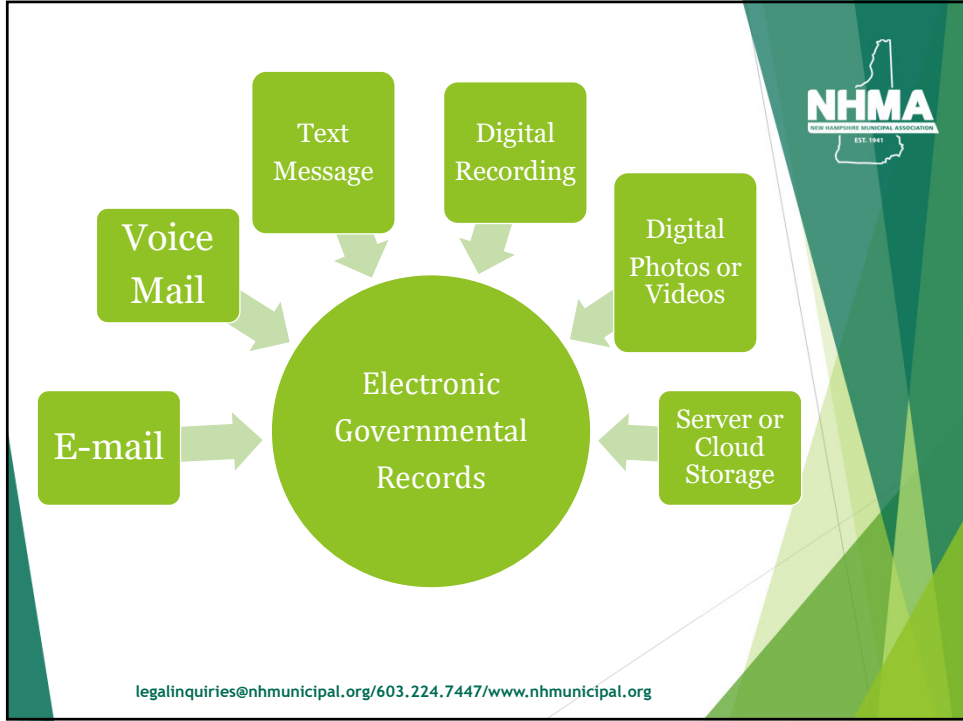 Text
Message
Digital
Recording
NHMA
NEW HAMPSHIRE MUNICIPAL ASSOCIATION
EST. 1941
Voice
Mail
Digital
Photos or
Videos
E-mail
Electronic
Governmental
Records
Server or
Cloud
Storage
legalinquiries@nhmunicipal.org/603.224.7447/www.nhmunicipal.org